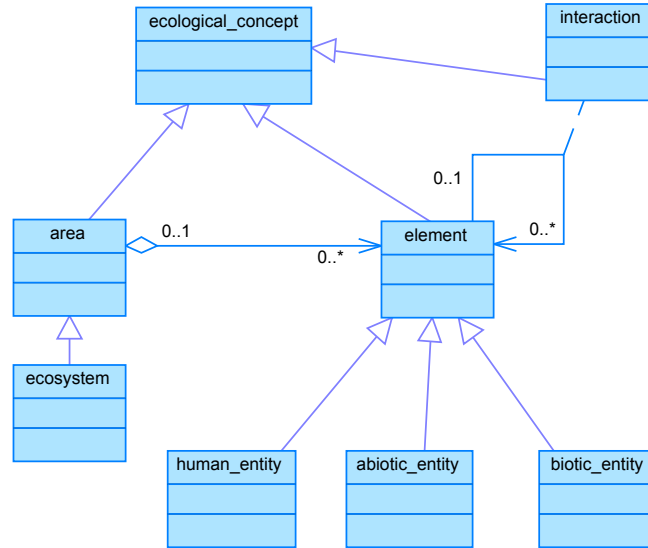 ecological_concept
interaction
0..1
0..*
area
0..1
0..*
element
ecosystem
human_entity
abiotic_entity
biotic_entity